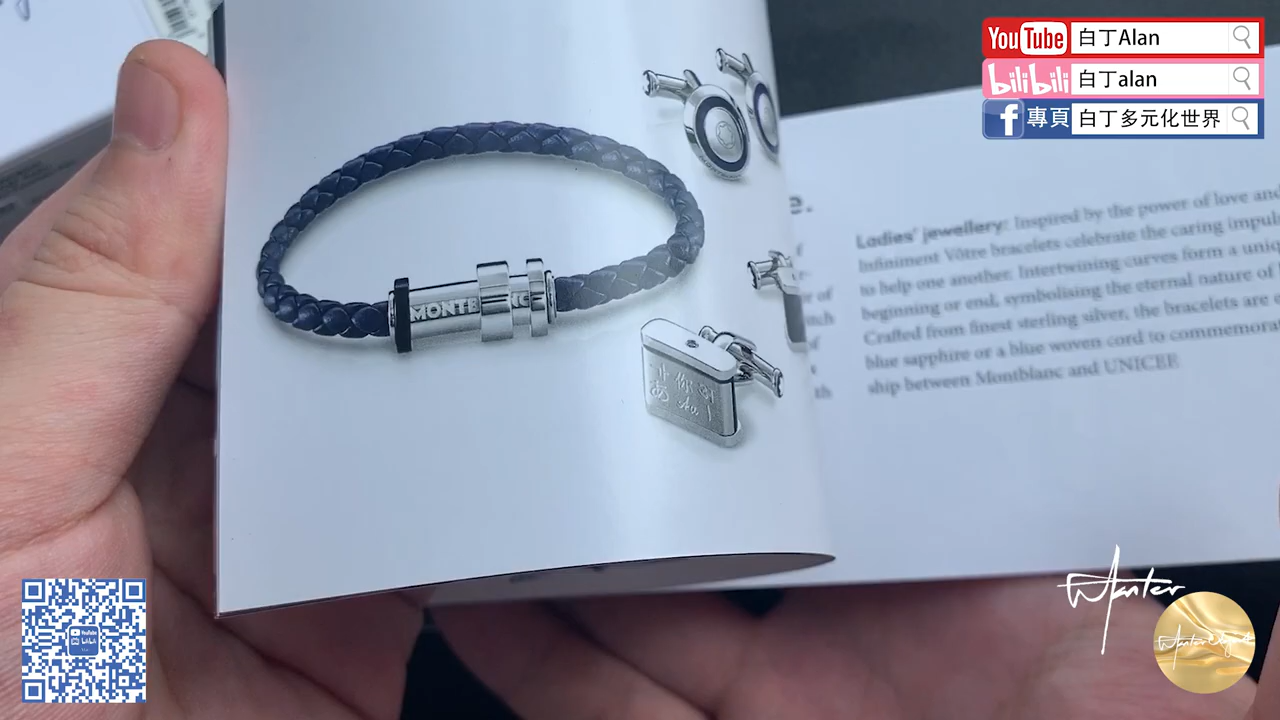 YouTube 白丁Alan
bilibili 白丁alan
f 專頁 白丁多元化世界
MONTB
e.
Ladies' jewellery: Inspired by the power of love and
Infiniment Vôtre bracelets celebrate the caring impul
to help one another. Intertwining curves form a uniq
beginning or end, symbolising the eternal nature of
Crafted from finest sterling silver, the bracelets are
blue sapphire or a blue woven cord to commemora
ship between Montblanc and UNICEF.
你
あ